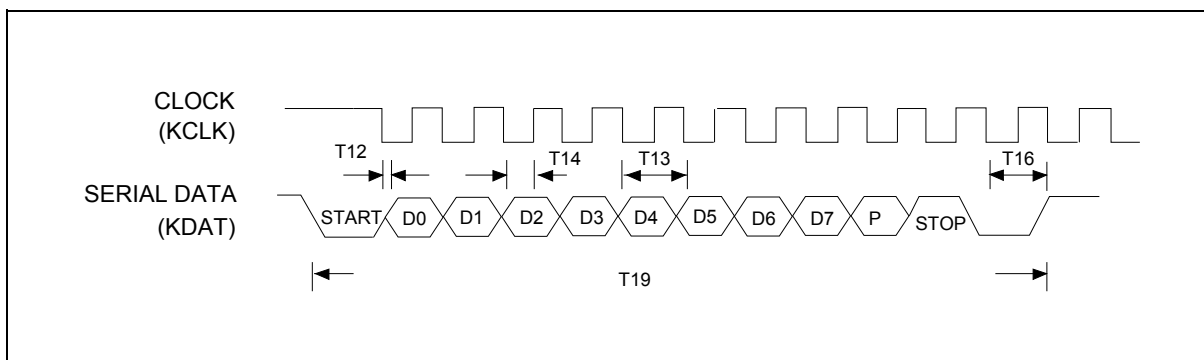 CLOCK
(KCLK)
T12
T14
T13
T16
SERIAL DATA
(KDAT)
START
D0
D1
D2
D3
D4
D5
D6
D7
P
STOP
T19